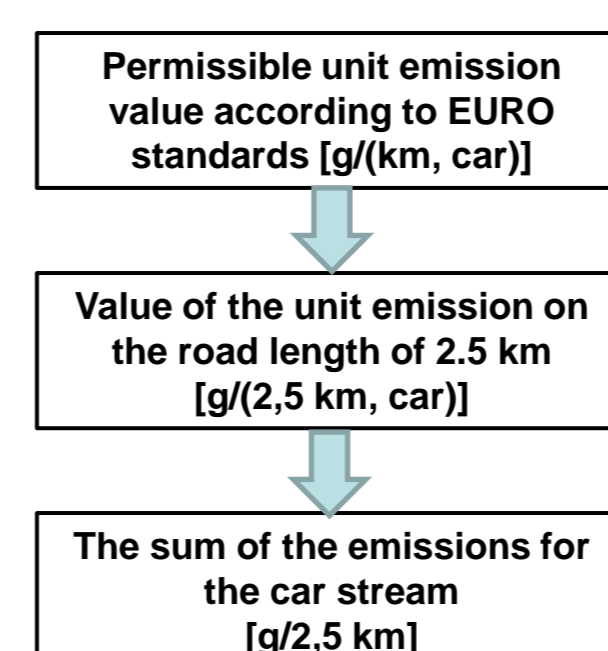 Permissible unit emission
value according to EURO
standards [g/(km, car)]
Value of the unit emission on
the road length of 2.5 km
[g/(2,5 km, car)]
The sum of the emissions for
the car stream
[g/2,5 km]